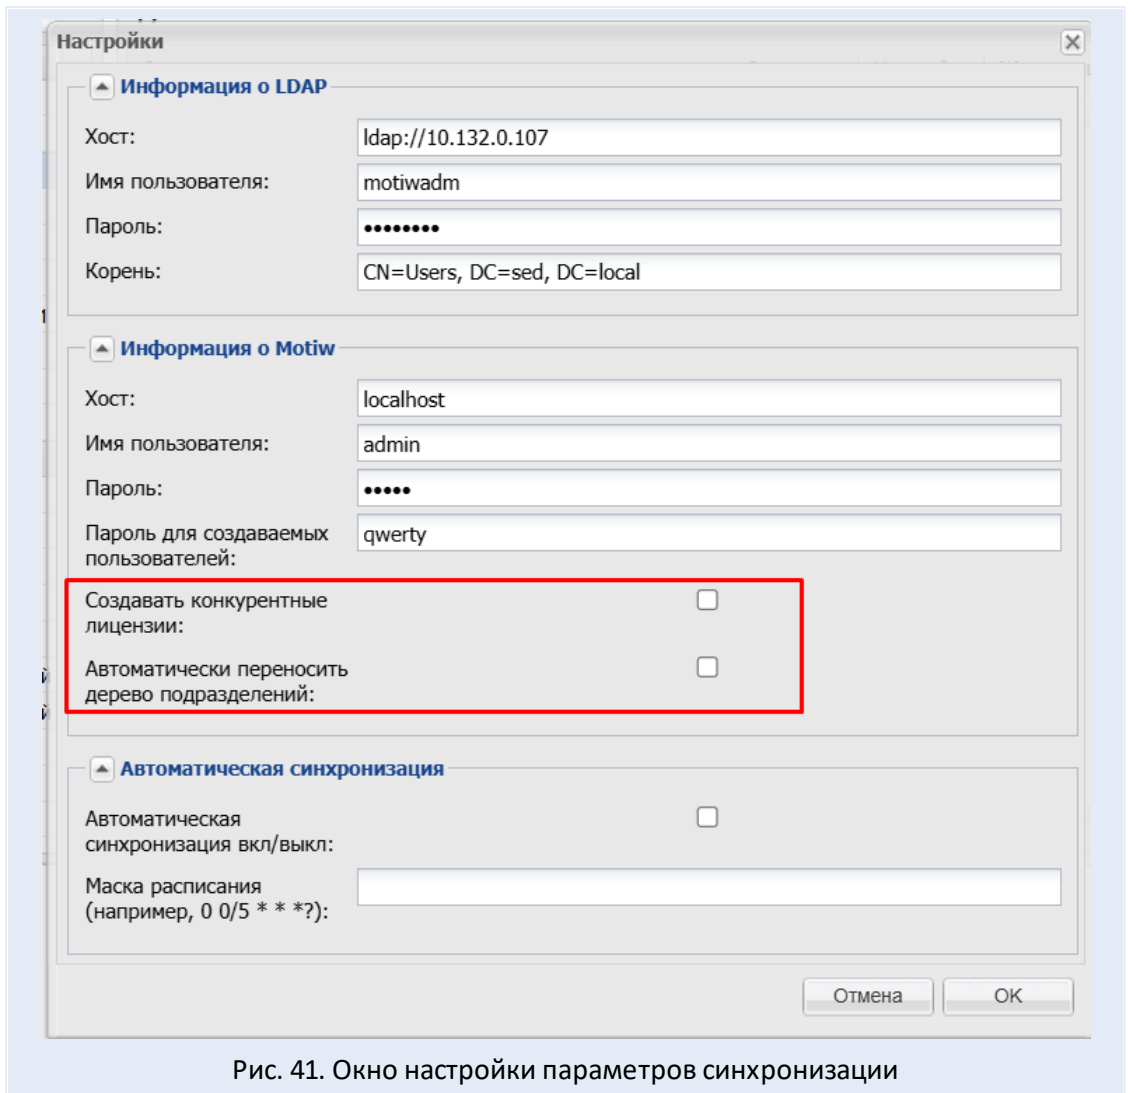 Настройки
Информация о LDAP
Хост:
ldap://10.132.0.107
Имя пользователя:
motiwadm
Пароль:
••••••••
Корень:
CN=Users, DC=sed, DC=local
Информация о Motiw
Хост:
localhost
Имя пользователя:
admin
Пароль:
•••••
Пароль для создаваемых
пользователей:
qwerty
Создавать конкурентные
лицензии:
Автоматически переносить
дерево подразделений:
Автоматическая синхронизация
Автоматическая
синхронизация вкл/выкл:
Маска расписания
(например, 0 0/5 * * *?):
Отмена
OK
Рис. 41. Окно настройки параметров синхронизации